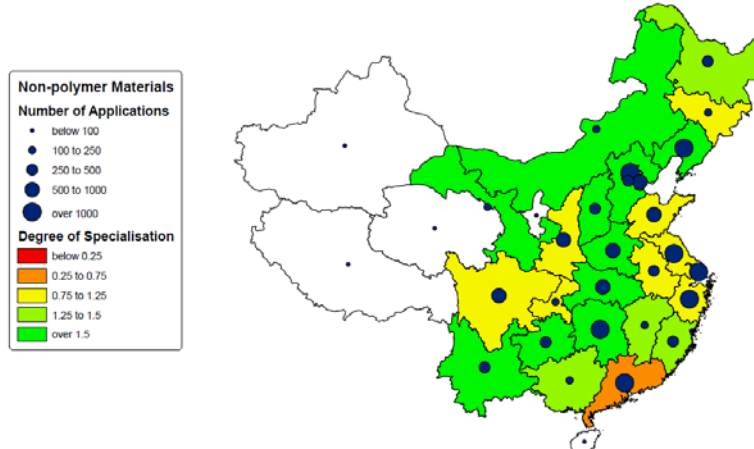 Non-polymer Materials
Number of Applications
below 100
100 to 250
250 to 500
500 to 1000
over 1000
Degree of Specialisation
below 0.25
0.25 to 0.75
0.75 to 1.25
1.25 to 1.5
over 1.5